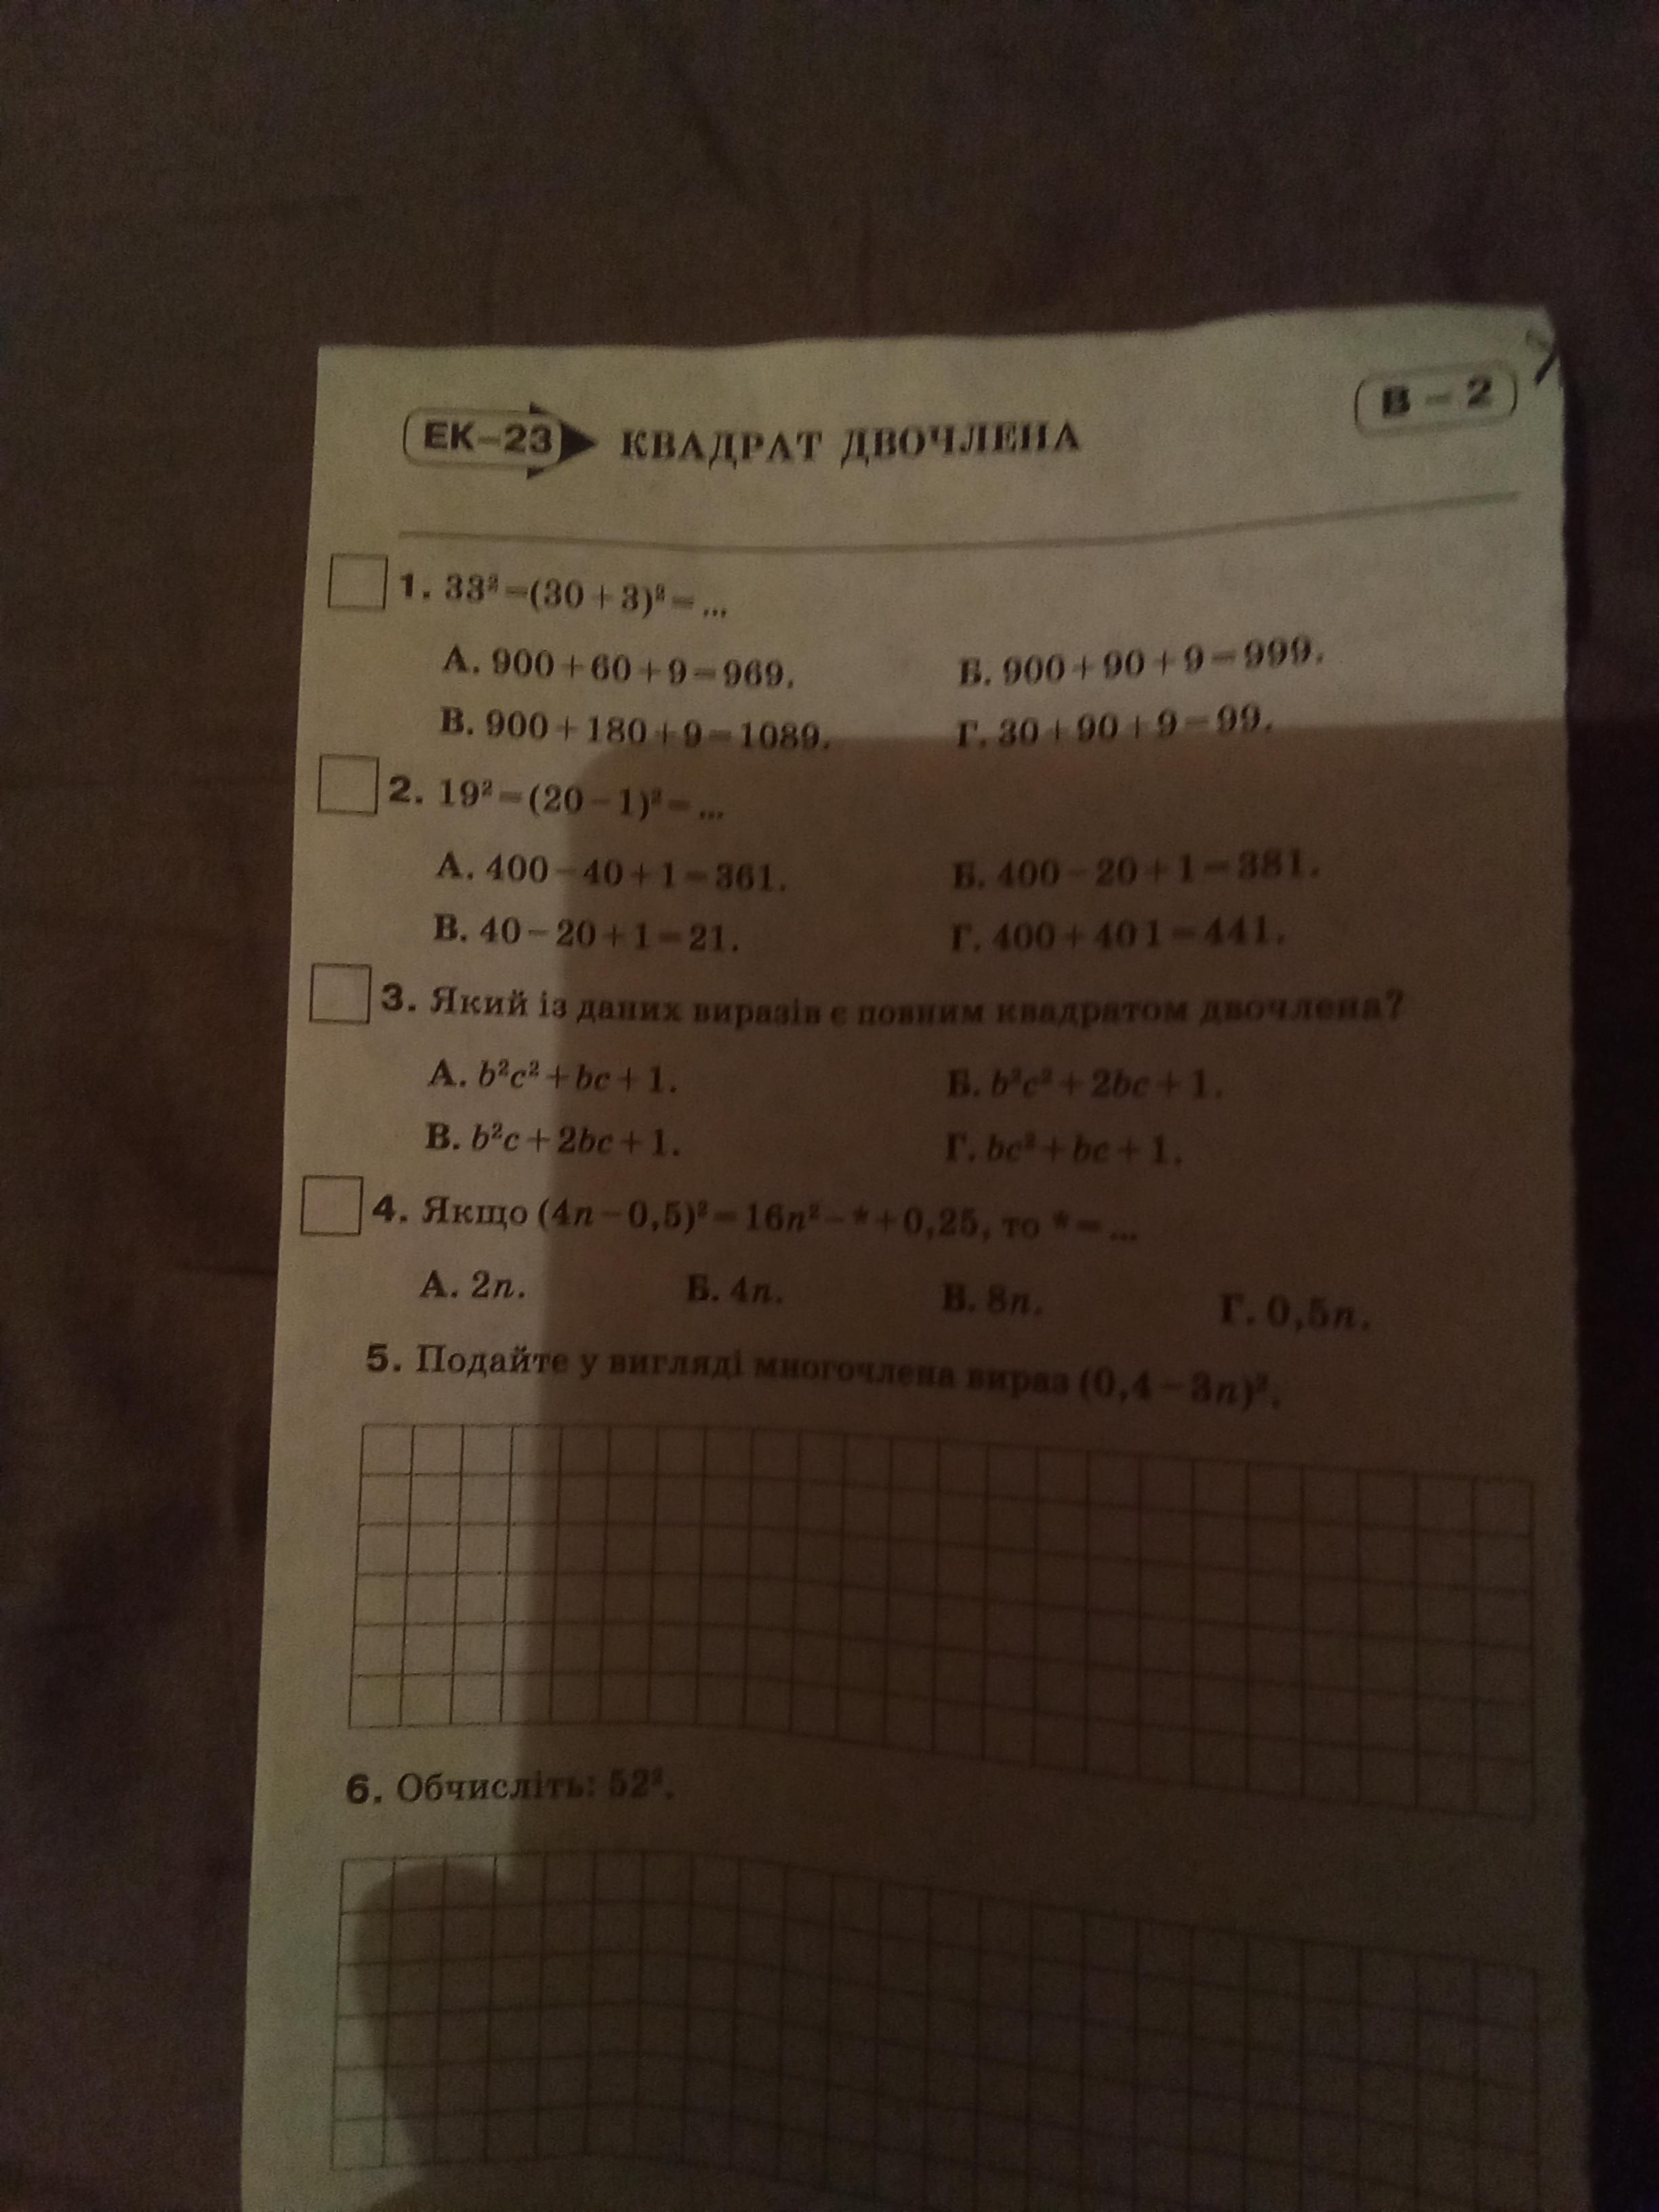 ЕК–23 КВАДРАТ ДВОЧЛЕНА
В – 2
1. 33²=(30+3)²=...
А. 900+60+9=969. Б. 900+90+9=999.
В. 900+180+9=1089. Г. 30+90+9=99.
2. 19²=(20−1)²=...
А. 400−40+1=361. Б. 400−20+1=381.
В. 40−20+1=21. Г. 400+401=441.
3. Який із даних виразів є повним квадратом двочлена?
А. b²c²+bc+1. Б. b²c²+2bc+1.
В. b²c+2bc+1. Г. bc²+bc+1.
4. Якщо (4n−0,5)²=16n²−*+0,25, то *=...
А. 2n. Б. 4n. В. 8n. Г. 0,5n.
5. Подайте у вигляді многочлена вираз (0,4−3n)².
6. Обчисліть: 52².